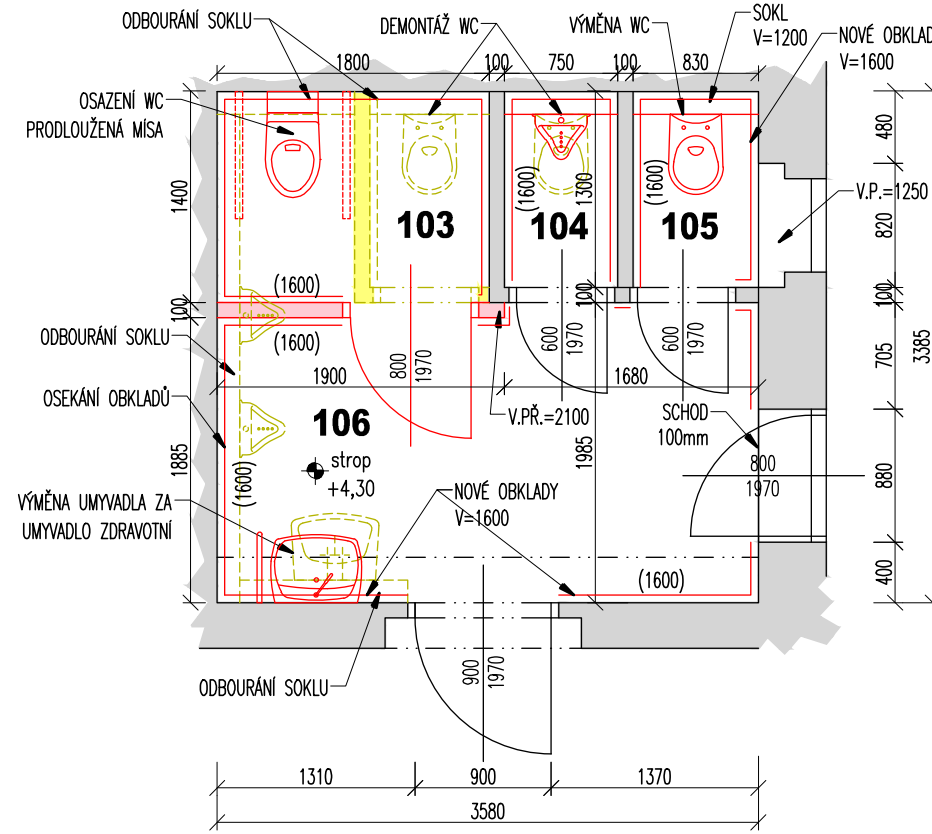 ODBOURÁNÍ SOKLU
DEMONTÁŽ WC
VÝMĚNA WC
SOKL
V=1200
NOVÉ OBKLAD
V=1600
1800
100
750
100
830
OSAZENÍ WC
PRODLOUŽENÁ MÍSA
480
1400
(1600)
1300
(1600)
V.P.=1250
820
103
104
105
(1600)
100
100
100
(1600)
ODBOURÁNÍ SOKLU
800
1970
600
1970
600
1970
705
3385
1900
1680
OSEKÁNÍ OBKLADŮ
V.PŘ.=2100
SCHOD
100mm
106
1985
1885
strop
+4,30
800
1970
880
(1600)
VÝMĚNA UMYVADLA ZA
UMYVADLO ZDRAVOTNÍ
NOVÉ OBKLADY
V=1600
(1600)
400
ODBOURÁNÍ SOKLU
900
1970
1310
900
1370
3580